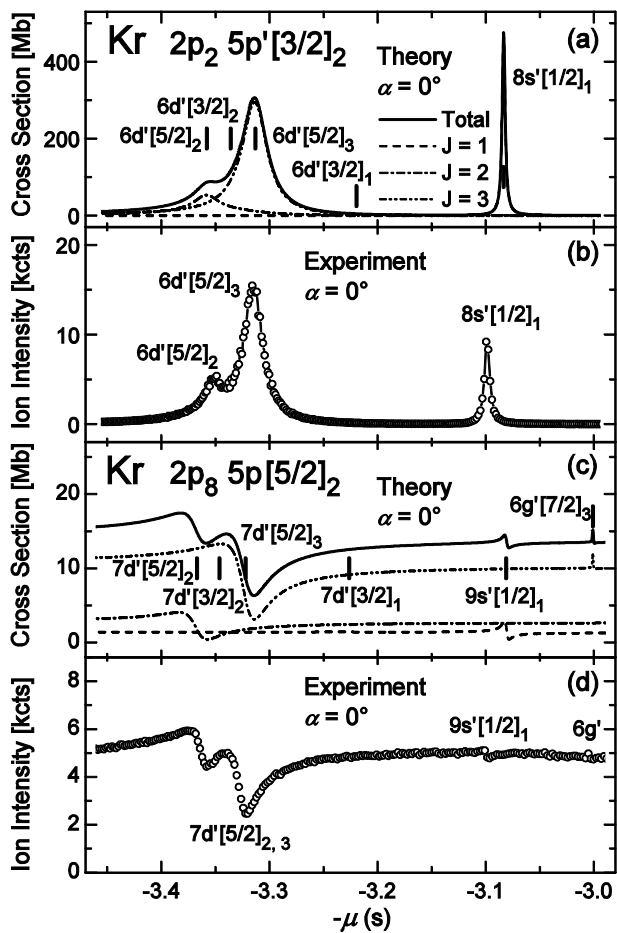 Kr 2p2 5p'[3/2]2
(a)
Theory
α = 0°
Total
J = 1
J = 2
J = 3
6d'[3/2]2
6d'[5/2]2
6d'[5/2]3
6d'[3/2]1
8s'[1/2]1
Cross Section [Mb]
400
200
0
(b)
Experiment
α = 0°
6d'[5/2]3
6d'[5/2]2
8s'[1/2]1
Ion Intensity [kcts]
20
10
0
Kr 2p8 5p[5/2]2
(c)
Theory
α = 0°
6g'[7/2]3
7d'[5/2]3
7d'[5/2]2
7d'[3/2]2
7d'[3/2]1
9s'[1/2]1
Cross Section [Mb]
20
10
0
(d)
Experiment
α = 0°
9s'[1/2]1
6g'
7d'[5/2]2, 3
Ion Intensity [kcts]
8
6
4
2
0
-3.4 -3.3 -3.2 -3.1 -3.0
-μ (s)